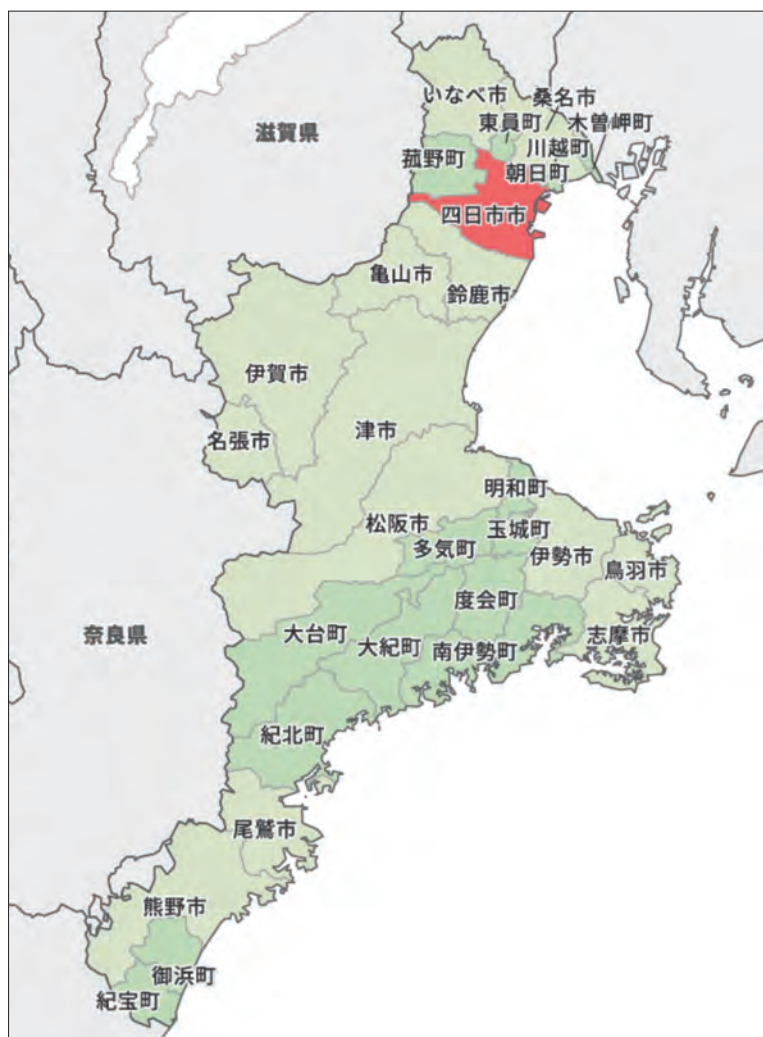 いなべ市
桑名市
東員町
木曽岬町
滋賀県
川越町
菰野町
朝日町
四日市市
亀山市
鈴鹿市
伊賀市
津市
名張市
明和町
松阪市
玉城町
多気町
伊勢市
鳥羽市
度会町
大台町
奈良県
志摩市
大紀町
南伊勢町
紀北町
尾鷲市
熊野市
御浜町
紀宝町